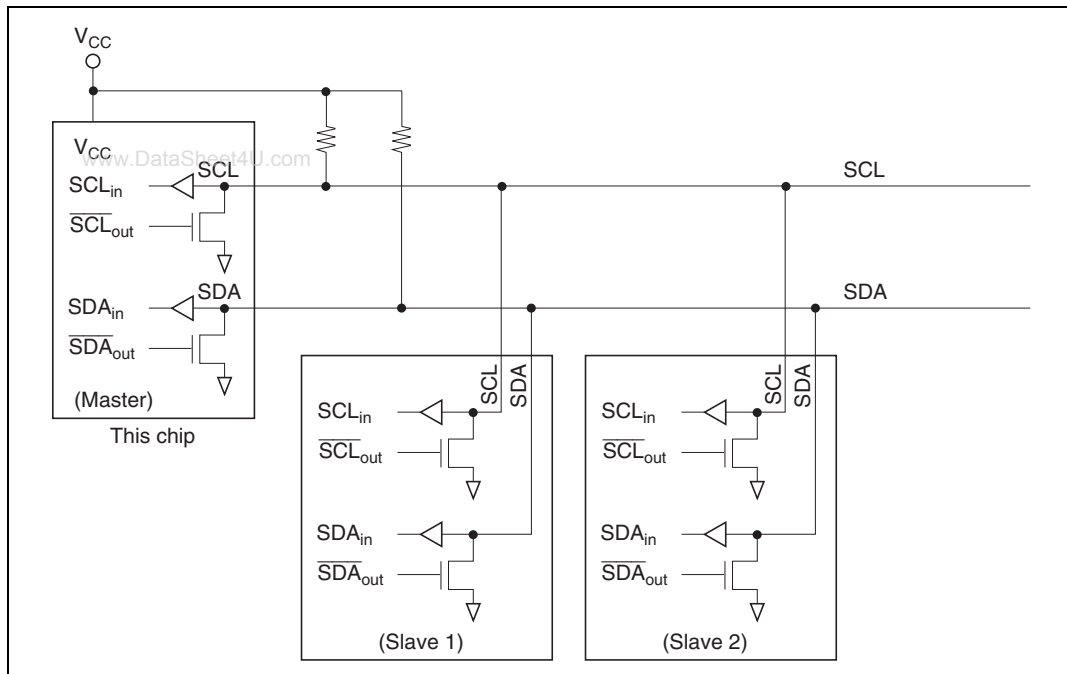 VCC
VCC
www.DataSheet4U.com
SCL
SCL
SCLin
SCLout
SDA
SDA
SDAin
SDAout
(Master)
This chip
SCL
SDA
SCL
SDA
SCLin
SCLin
SCLout
SCLout
SDAin
SDAin
SDAout
SDAout
(Slave 1)
(Slave 2)